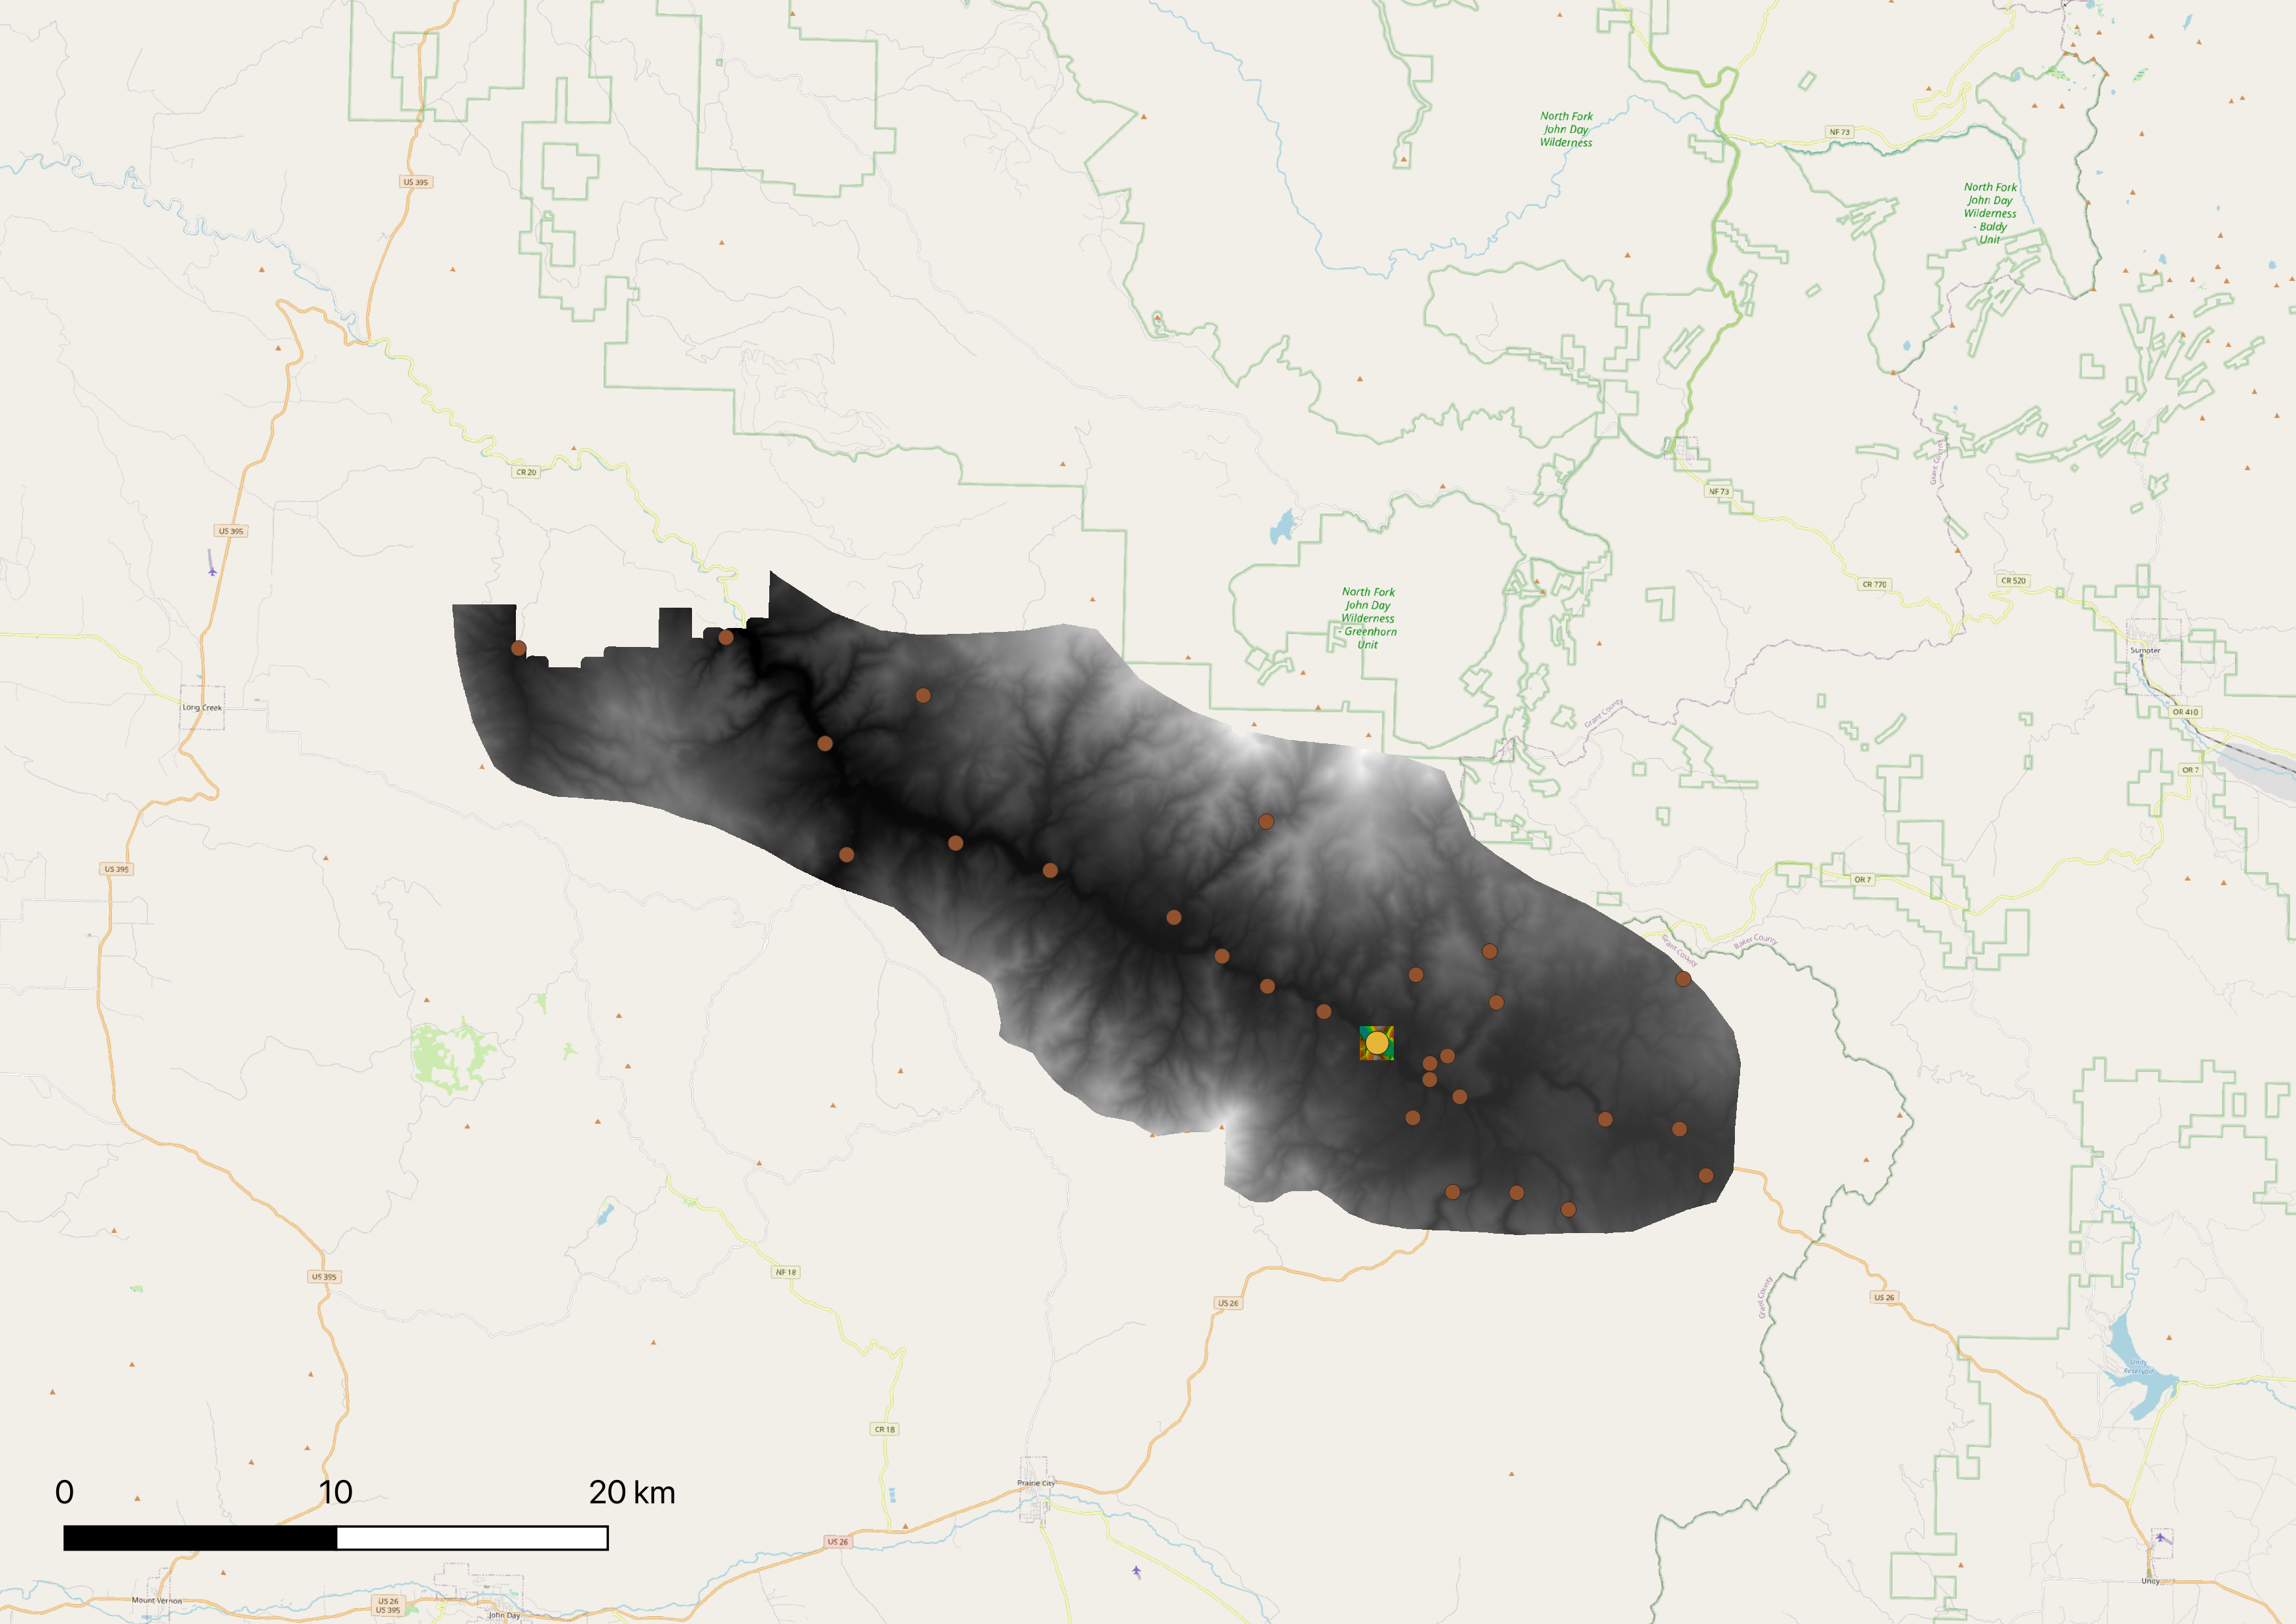 North Fork
John Day
Wilderness
NF 73
US 395
North Fork
John Day
Wilderness
- Baldy
Unit
CR 20
Grant County
NF 73
US 395
CR 770
CR 520
North Fork
John Day
Wilderness
- Greenhorn
Unit
Sumpter
Long Creek
Grant County
OR 410
OR 7
US 395
OR 7
Grant County
Baker County
NF 18
US 395
Grant County
US 26
US 26
Unity
Reservoir
CR 18
Prairie City
0 10 20 km
US 26
Unity
Mount Vernon
US 26
US 395
John Day